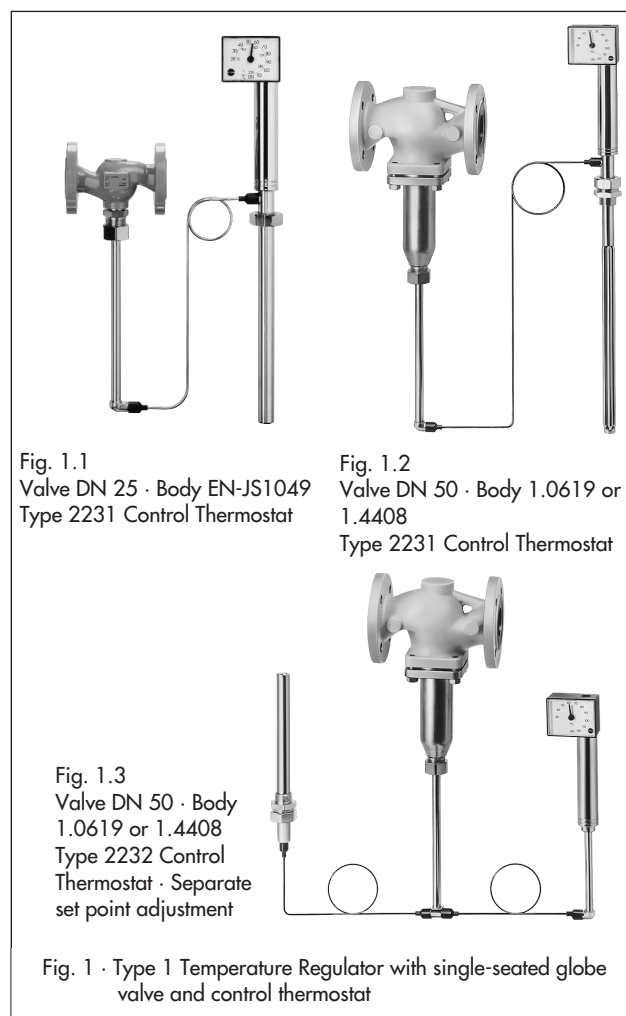 Fig. 1.1
Valve DN 25 · Body EN-JS1049
Type 2231 Control Thermostat
Fig. 1.2
Valve DN 50 · Body 1.0619 or
1.4408
Type 2231 Control Thermostat
Fig. 1.3
Valve DN 50 · Body
1.0619 or 1.4408
Type 2232 Control
Thermostat · Separate
set point adjustment
Fig. 1 · Type 1 Temperature Regulator with single-seated globe
valve and control thermostat